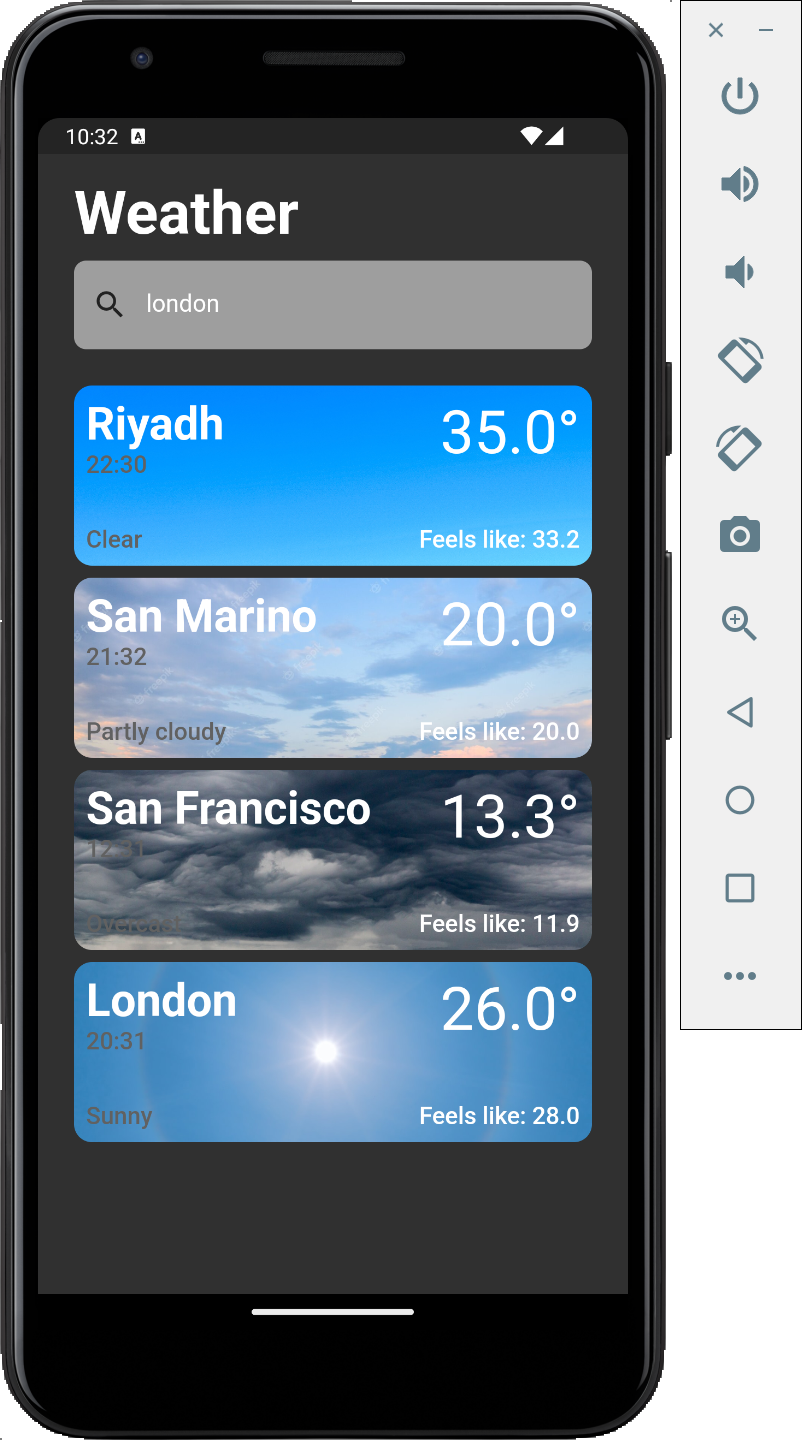 10:32 A
Weather
london
Riyadh 35.0°
22:30
Clear Feels like: 33.2
San Marino 20.0°
21:32
Partly cloudy Feels like: 20.0
San Francisco 13.3°
12:31
Overcast Feels like: 11.9
London 26.0°
20:31
Sunny Feels like: 28.0